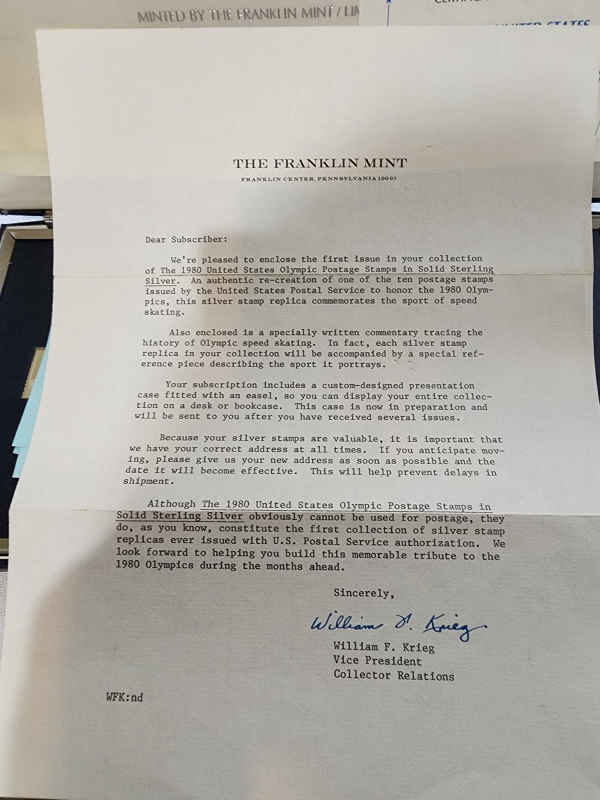 MINTED BY THE FRANKLIN MINT / LIM
UNITED STATES
THE FRANKLIN MINT
FRANKLIN CENTER, PENNSYLVANIA 19091
Dear Subscriber:
We're pleased to enclose the first issue in your collection
of The 1980 United States Olympic Postage Stamps in Solid Sterling
Silver. An authentic re-creation of one of the ten postage stamps
issued by the United States Postal Service to honor the 1980 Olym-
pics, this silver stamp replica commemorates the sport of speed
skating.
Also enclosed is a specially written commentary tracing the
history of Olympic speed skating. In fact, each silver stamp
replica in your collection will be accompanied by a special ref-
erence piece describing the sport it portrays.
Your subscription includes a custom-designed presentation
case fitted with an easel, so you can display your entire collec-
tion on a desk or bookcase. This case is now in preparation and
will be sent to you after you have received several issues.
Because your silver stamps are valuable, it is important that
we have your correct address at all times. If you anticipate mov-
ing, please give us your new address as soon as possible and the
date it will become effective. This will help prevent delays in
shipment.
Although The 1980 United States Olympic Postage Stamps in
Solid Sterling Silver obviously cannot be used for postage, they
do, as you know, constitute the first collection of silver stamp
replicas ever issued with U.S. Postal Service authorization. We
look forward to helping you build this memorable tribute to the
1980 Olympics during the months ahead.
Sincerely,
William F. Krieg
William F. Krieg
Vice President
Collector Relations
WFK:nd